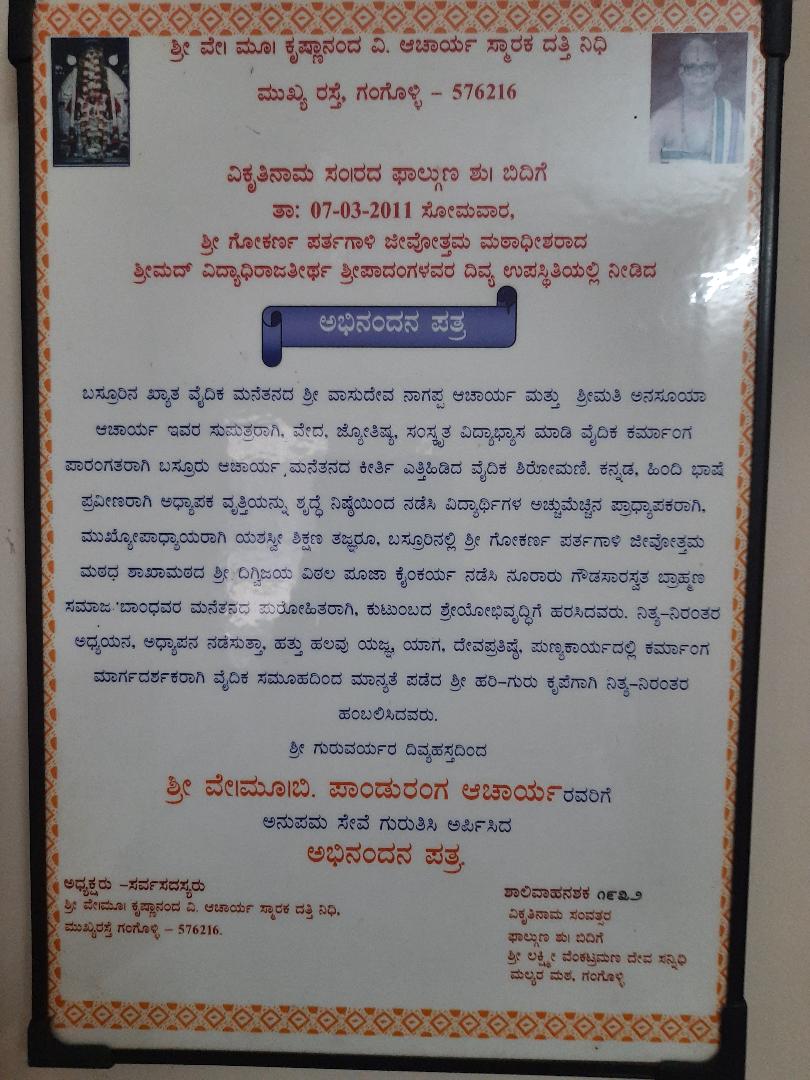 ಶ್ರೀ ವೇ। ಮೂ। ಕೃಷ್ಣಾನಂದ ವಿ. ಆಚಾರ್ಯ ಸ್ಮಾರಕ ದತ್ತಿ ನಿಧಿ
ಮುಖ್ಯ ರಸ್ತೆ, ಗಂಗೊಳ್ಳಿ – 576216
ವಿಕೃತಿನಾಮ ಸಂ।ರದ ಫಾಲ್ಗುಣ ಶು। ಬಿದಿಗೆ
ತಾ: 07-03-2011 ಸೋಮವಾರ,
ಶ್ರೀ ಗೋಕರ್ಣ ಪರ್ತಗಾಳಿ ಜೀವೋತ್ತಮ ಮಠಾಧೀಶರಾದ
ಶ್ರೀಮದ್ ವಿದ್ಯಾಧಿರಾಜತೀರ್ಥ ಶ್ರೀಪಾದಂಗಳವರ ದಿವ್ಯ ಉಪಸ್ಥಿತಿಯಲ್ಲಿ ನೀಡಿದ
ಅಭಿನಂದನ ಪತ್ರ
ಬಸ್ರೂರಿನ ಖ್ಯಾತ ವೈದಿಕ ಮನೆತನದ ಶ್ರೀ ವಾಸುದೇವ ನಾಗಪ್ಪ ಆಚಾರ್ಯ ಮತ್ತು ಶ್ರೀಮತಿ ಅನಸೂಯಾ
ಆಚಾರ್ಯ ಇವರ ಸುಪುತ್ರರಾಗಿ, ವೇದ, ಜ್ಯೋತಿಷ್ಯ, ಸಂಸ್ಕೃತ ವಿದ್ಯಾಭ್ಯಾಸ ಮಾಡಿ ವೈದಿಕ ಕರ್ಮಾಂಗ
ಪಾರಂಗತರಾಗಿ ಬಸ್ರೂರು ಆಚಾರ್ಯ ಮನೆತನದ ಕೀರ್ತಿ ಎತ್ತಿಹಿಡಿದ ವೈದಿಕ ಶಿರೋಮಣಿ. ಕನ್ನಡ, ಹಿಂದಿ ಭಾಷೆ
ಪ್ರವೀಣರಾಗಿ ಅಧ್ಯಾಪಕ ವೃತ್ತಿಯನ್ನು ಶೃದ್ದೆ ನಿಷ್ಠೆಯಿಂದ ನಡೆಸಿ ವಿದ್ಯಾರ್ಥಿಗಳ ಅಚ್ಚುಮೆಚ್ಚಿನ ಪ್ರಾಧ್ಯಾಪಕರಾಗಿ,
ಮುಖ್ಯೋಪಾಧ್ಯಾಯರಾಗಿ ಯಶಸ್ವೀ ಶಿಕ್ಷಣ ತಜ್ಞರೂ, ಬಸ್ರೂರಿನಲ್ಲಿ ಶ್ರೀ ಗೋಕರ್ಣ ಪರ್ತಗಾಳಿ ಜೀವೋತ್ತಮ
ಮಠಧ ಶಾಖಾಮಠದ ಶ್ರೀ ದಿಗ್ವಿಜಯ ವಿಠಲ ಪೂಜಾ ಕೈಂಕರ್ಯ ನಡೆಸಿ ನೂರಾರು ಗೌಡಸಾರಸ್ವತ ಬ್ರಾಹ್ಮಣ
ಸಮಾಜ ಬಾಂಧವರ ಮನೆತನದ ಪುರೋಹಿತರಾಗಿ, ಕುಟುಂಬದ ಶ್ರೇಯೋಭಿವೃದ್ಧಿಗೆ ಹರಸಿದವರು. ನಿತ್ಯ–ನಿರಂತರ
ಅಧ್ಯಯನ, ಅಧ್ಯಾಪನ ನಡೆಸುತ್ತಾ, ಹತ್ತು ಹಲವು ಯಜ್ಞ, ಯಾಗ, ದೇವಪ್ರತಿಷ್ಠೆ, ಪುಣ್ಯಕಾರ್ಯದಲ್ಲಿ ಕರ್ಮಾಂಗ
ಮಾರ್ಗದರ್ಶಕರಾಗಿ ವೈದಿಕ ಸಮೂಹದಿಂದ ಮಾನ್ಯತೆ ಪಡೆದ ಶ್ರೀ ಹರಿ–ಗುರು ಕೃಪೆಗಾಗಿ ನಿತ್ಯ–ನಿರಂತರ
ಹಂಬಲಿಸಿದವರು.
ಶ್ರೀ ಗುರುವರ್ಯರ ದಿವ್ಯಹಸ್ತದಿಂದ
ಶ್ರೀ ವೇ।ಮೂ।ಬಿ. ಪಾಂಡುರಂಗ ಆಚಾರ್ಯರವರಿಗೆ
ಅನುಪಮ ಸೇವೆ ಗುರುತಿಸಿ ಅರ್ಪಿಸಿದ
ಅಭಿನಂದನ ಪತ್ರ
ಅಧ್ಯಕ್ಷರು –ಸರ್ವಸದಸ್ಯರು
ಶ್ರೀ ವೇ।ಮೂ। ಕೃಷ್ಣಾನಂದ ವಿ. ಆಚಾರ್ಯ ಸ್ಮಾರಕ ದತ್ತಿ ನಿಧಿ,
ಮುಖ್ಯರಸ್ತೆ ಗಂಗೊಳ್ಳಿ – 576216.
ಶಾಲಿವಾಹನಶಕ ೧೯೩೨
ವಿಕೃತಿನಾಮ ಸಂವತ್ಸರ
ಫಾಲ್ಗುಣ ಶು। ಬಿದಿಗೆ
ಶ್ರೀ ಲಕ್ಷ್ಮೀ ವೆಂಕಟ್ರಮಣ ದೇವ ಸನ್ನಿಧಿ
ಮಲ್ಯರ ಮಠ, ಗಂಗೊಳ್ಳಿ